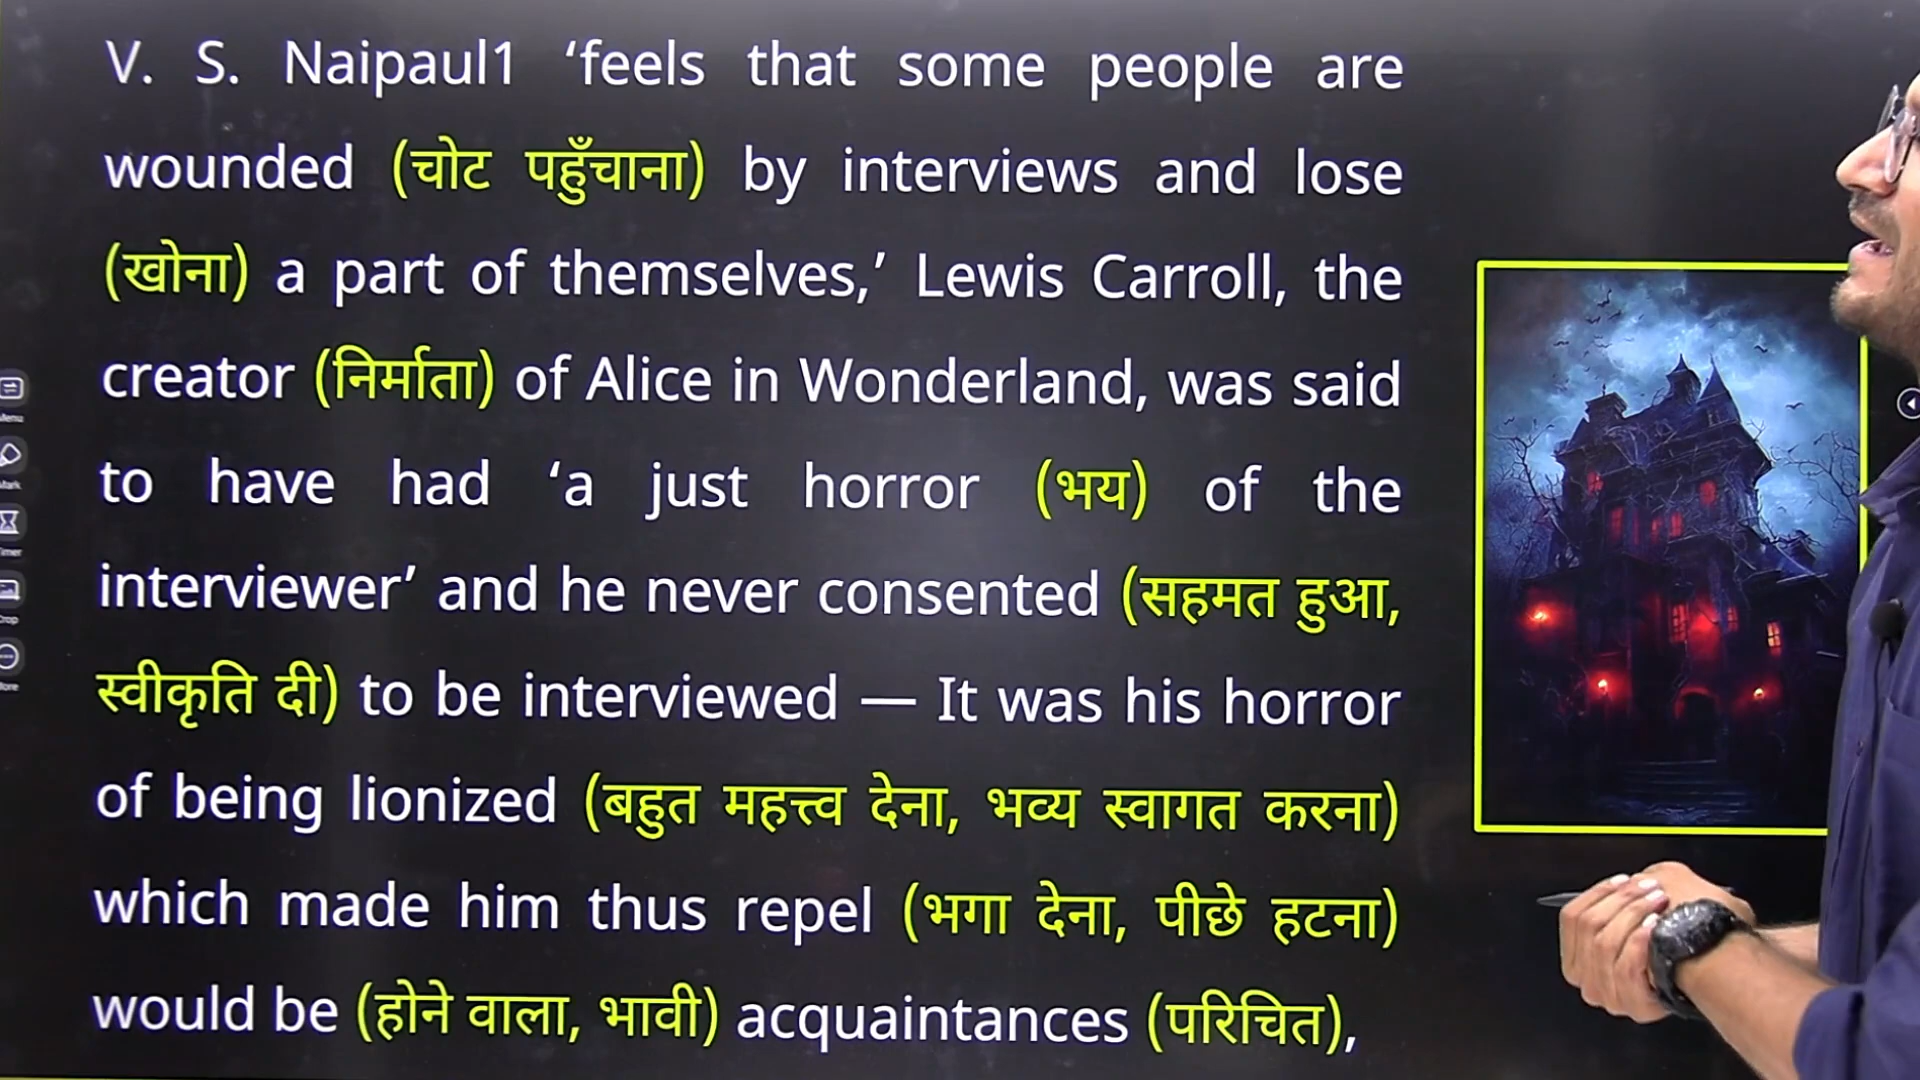 V. S. Naipaul1 ‘feels that some people are
wounded (चोट पहुँचाना) by interviews and lose
(खोना) a part of themselves,’ Lewis Carroll, the
creator (निर्माता) of Alice in Wonderland, was said
to have had ‘a just horror (भय) of the
interviewer’ and he never consented (सहमत हुआ,
स्वीकृति दी) to be interviewed — It was his horror
of being lionized (बहुत महत्त्व देना, भव्य स्वागत करना)
which made him thus repel (भगा देना, पीछे हटना)
would be (होने वाला, भावी) acquaintances (परिचित),